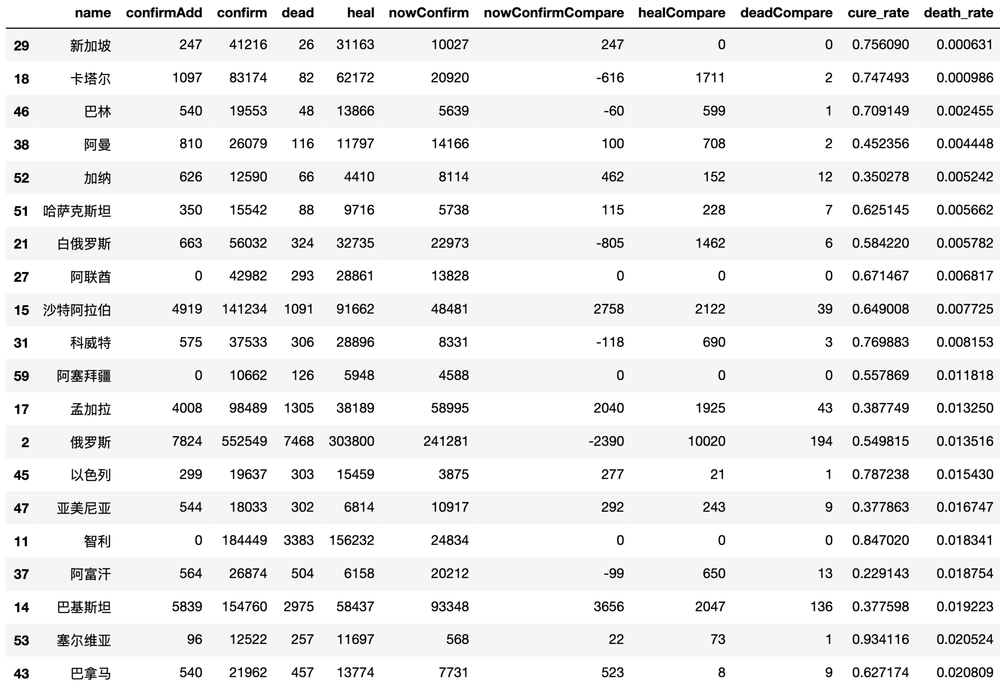 name confirmAdd confirm dead heal nowConfirm nowConfirmCompare healCompare deadCompare cure_rate death_rate
29 新加坡 247 41216 26 31163 10027 247 0 0 0.756090 0.000631
18 卡塔尔 1097 83174 82 62172 20920 -616 1711 2 0.747493 0.000986
46 巴林 540 19553 48 13866 5639 -60 599 1 0.709149 0.002455
38 阿曼 810 26079 116 11797 14166 100 708 2 0.452356 0.004448
52 加纳 626 12590 66 4410 8114 462 152 12 0.350278 0.005242
51 哈萨克斯坦 350 15542 88 9716 5738 115 228 7 0.625145 0.005662
21 白俄罗斯 663 56032 324 32735 22973 -805 1462 6 0.584220 0.005782
27 阿联酋 0 42982 293 28861 13828 0 0 0 0.671467 0.006817
15 沙特阿拉伯 4919 141234 1091 91662 48481 2758 2122 39 0.649008 0.007725
31 科威特 575 37533 306 28896 8331 -118 690 3 0.769883 0.008153
59 阿塞拜疆 0 10662 126 5948 4588 0 0 0 0.557869 0.011818
17 孟加拉 4008 98489 1305 38189 58995 2040 1925 43 0.387749 0.013250
2 俄罗斯 7824 552549 7468 303800 241281 -2390 10020 194 0.549815 0.013516
45 以色列 299 19637 303 15459 3875 277 21 1 0.787238 0.015430
47 亚美尼亚 544 18033 302 6814 10917 292 243 9 0.377863 0.016747
11 智利 0 184449 3383 156232 24834 0 0 0 0.847020 0.018341
37 阿富汗 564 26874 504 6158 20212 -99 650 13 0.229143 0.018754
14 巴基斯坦 5839 154760 2975 58437 93348 3656 2047 136 0.377598 0.019223
53 塞尔维亚 96 12522 257 11697 568 22 73 1 0.934116 0.020524
43 巴拿马 540 21962 457 13774 7731 523 8 9 0.627174 0.020809